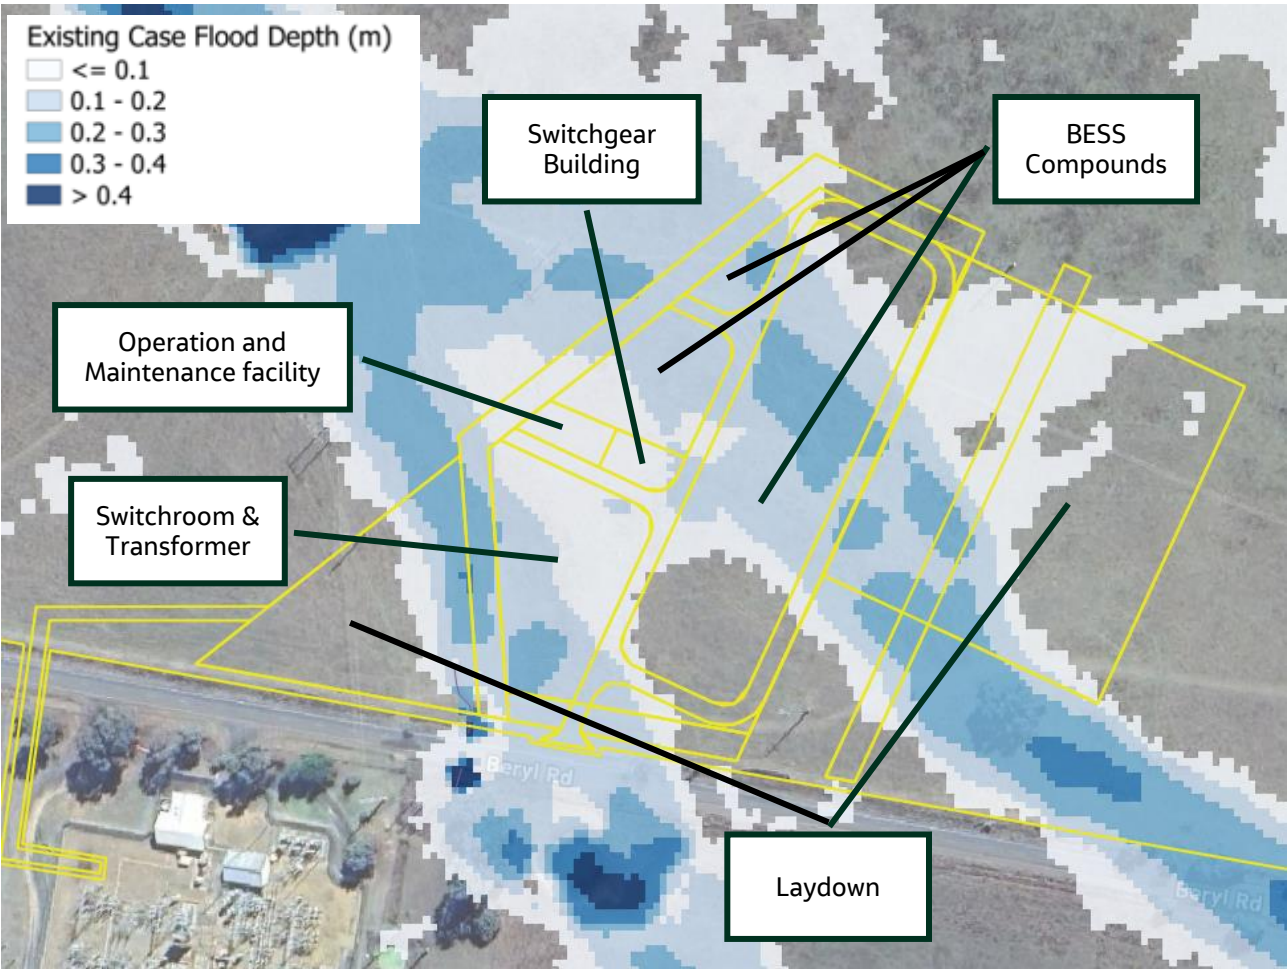 Existing Case Flood Depth (m)
<= 0.1
0.1 - 0.2
0.2 - 0.3
0.3 - 0.4
> 0.4
Switchgear
Building
BESS
Compounds
Operation and
Maintenance facility
Switchroom &
Transformer
Beryl Rd
Laydown
Beryl Rd